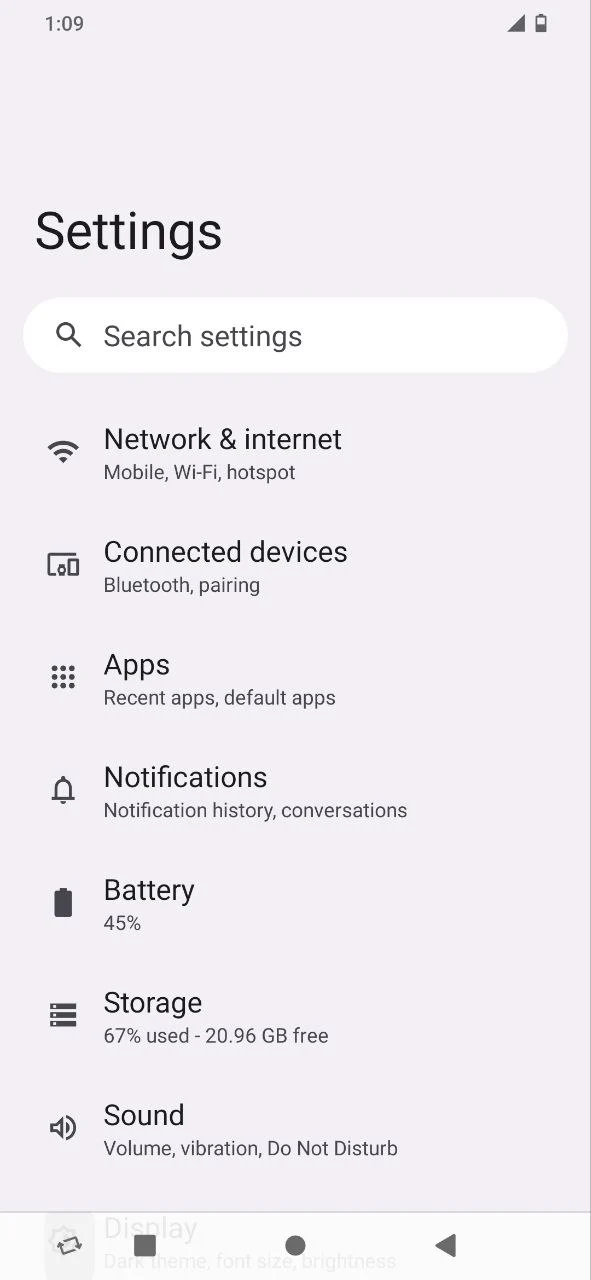 1:09
Settings
Search settings
Network & internet
Mobile, Wi-Fi, hotspot
Connected devices
Bluetooth, pairing
Apps
Recent apps, default apps
Notifications
Notification history, conversations
Battery
45%
Storage
67% used - 20.96 GB free
Sound
Volume, vibration, Do Not Disturb
Display
Dark theme, font size, brightness